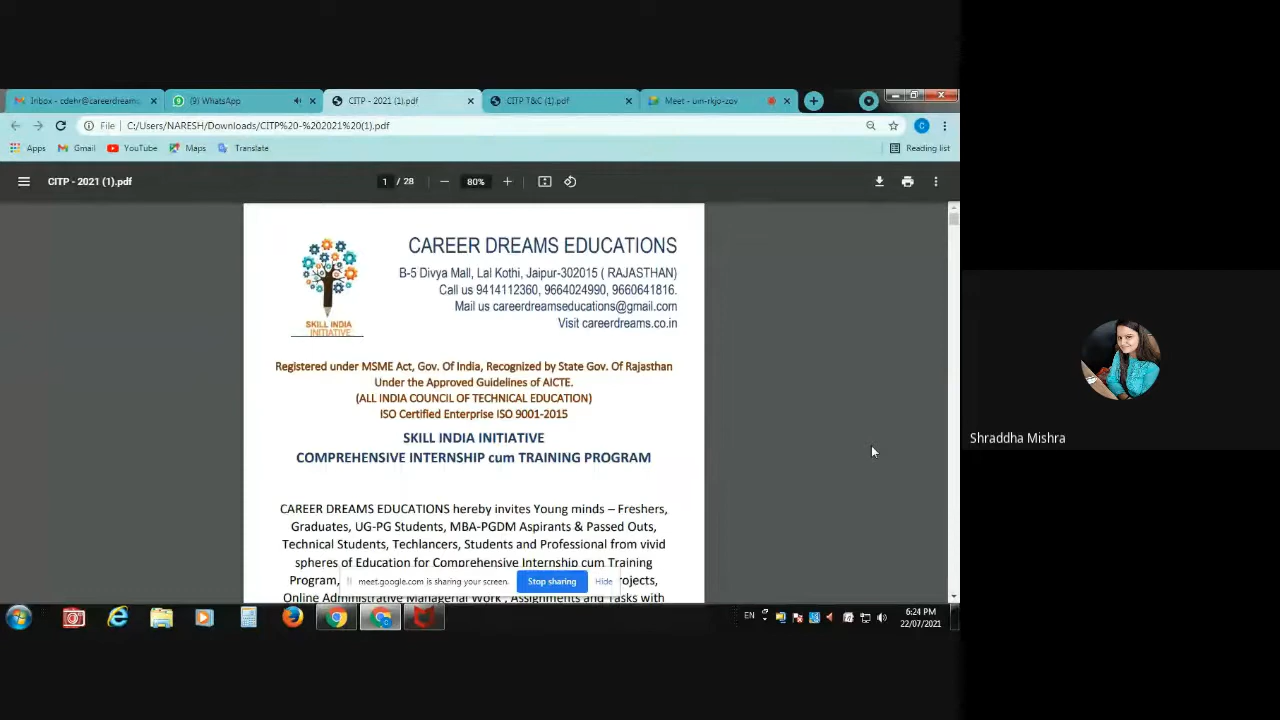 Inbox - cdehr@careerdreams
(9) WhatsApp
CITP - 2021 (1).pdf
CITP T&C (1).pdf
Meet - um-rkjo-zov
File
C:/Users/NARESH/Downloads/CITP%20-%202021%20(1).pdf
C
Apps
Gmail
YouTube
Maps
Translate
Reading list
CITP - 2021 (1).pdf
1 / 28
80%
SKILL INDIA
INITIATIVE
CAREER DREAMS EDUCATIONS
B-5 Divya Mall, Lal Kothi, Jaipur-302015 ( RAJASTHAN)
Call us 9414112360, 9664024990, 9660641816.
Mail us careerdreamseducations@gmail.com
Visit careerdreams.co.in
Registered under MSME Act, Gov. Of India, Recognized by State Gov. Of Rajasthan
Under the Approved Guidelines of AICTE.
(ALL INDIA COUNCIL OF TECHNICAL EDUCATION)
ISO Certified Enterprise ISO 9001-2015
SKILL INDIA INITIATIVE
COMPREHENSIVE INTERNSHIP cum TRAINING PROGRAM
CAREER DREAMS EDUCATIONS hereby invites Young minds – Freshers,
Graduates, UG-PG Students, MBA-PGDM Aspirants & Passed Outs,
Technical Students, Techlancers, Students and Professional from vivid
spheres of Education for Comprehensive Internship cum Training
Program,
meet.google.com is sharing your screen.
Stop sharing
Hide
rojects,
Online Administrative Managerial Work , Assignments and Tasks with
Shraddha Mishra
EN
6:24 PM
22/07/2021